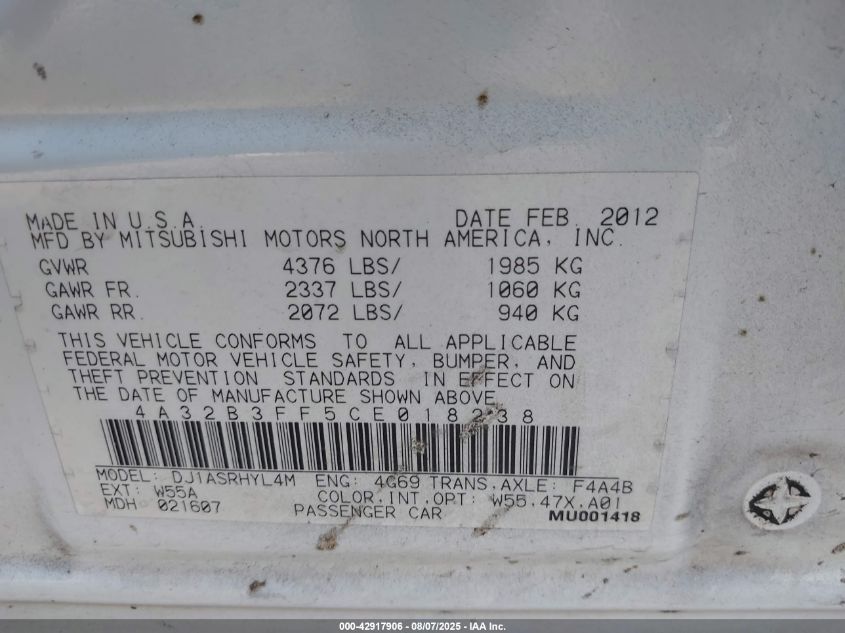 MADE IN U.S.A. DATE FEB. 2012
MFD BY MITSUBISHI MOTORS NORTH AMERICA, INC.
GVWR 4376 LBS/ 1985 KG
GAWR FR. 2337 LBS/ 1060 KG
GAWR RR. 2072 LBS/ 940 KG
THIS VEHICLE CONFORMS TO ALL APPLICABLE
FEDERAL MOTOR VEHICLE SAFETY, BUMPER, AND
THEFT PREVENTION STANDARDS IN EFFECT ON
THE DATE OF MANUFACTURE SHOWN ABOVE.
4A32B3FF5CE018238
MODEL: DJ1ASRHYL4M ENG: 4G69 TRANS.AXLE: F4A4B
EXT: W55A COLOR.INT.OPT: W55.47X.A01
MDH 021607 PASSENGER CAR MU001418
000-42917906 - 08/07/2025 - IAA Inc.